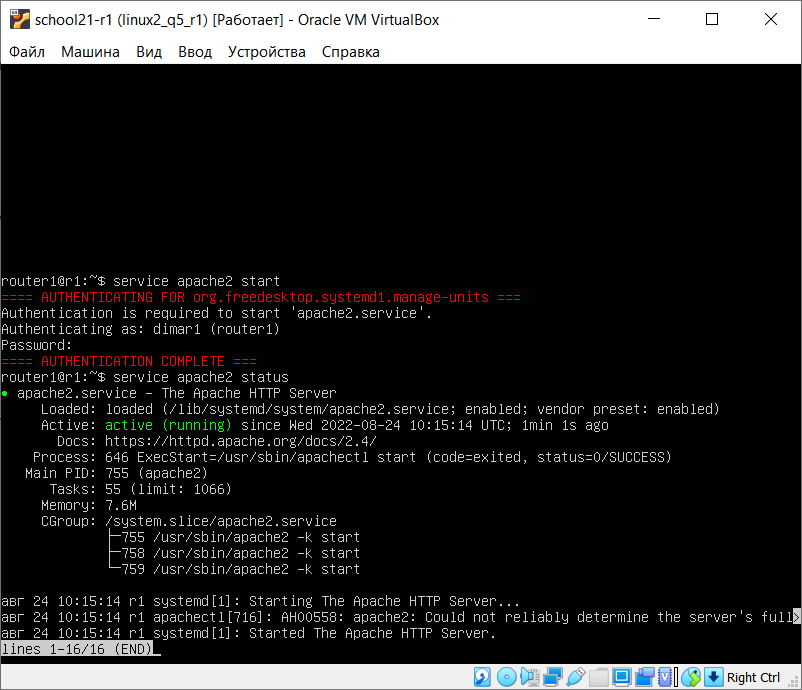 school21-r1 (linux2_q5_r1) [Работает] - Oracle VM VirtualBox
Файл Машина Вид Ввод Устройства Справка
router1@r1:~$ service apache2 start
==== AUTHENTICATING FOR org.freedesktop.systemd1.manage-units ===
Authentication is required to start 'apache2.service'.
Authenticating as: dimar1 (router1)
Password:
==== AUTHENTICATION COMPLETE ===
router1@r1:~$ service apache2 status
● apache2.service - The Apache HTTP Server
Loaded: loaded (/lib/systemd/system/apache2.service; enabled; vendor preset: enabled)
Active: active (running) since Wed 2022-08-24 10:15:14 UTC; 1min 1s ago
Docs: https://httpd.apache.org/docs/2.4/
Process: 646 ExecStart=/usr/sbin/apachectl start (code=exited, status=0/SUCCESS)
Main PID: 755 (apache2)
Tasks: 55 (limit: 1066)
Memory: 7.6M
CGroup: /system.slice/apache2.service
├─755 /usr/sbin/apache2 -k start
├─758 /usr/sbin/apache2 -k start
└─759 /usr/sbin/apache2 -k start
авг 24 10:15:14 r1 systemd[1]: Starting The Apache HTTP Server...
авг 24 10:15:14 r1 apachectl[716]: AH00558: apache2: Could not reliably determine the server's full>
авг 24 10:15:14 r1 systemd[1]: Started The Apache HTTP Server.
lines 1-16/16 (END)
Right Ctrl